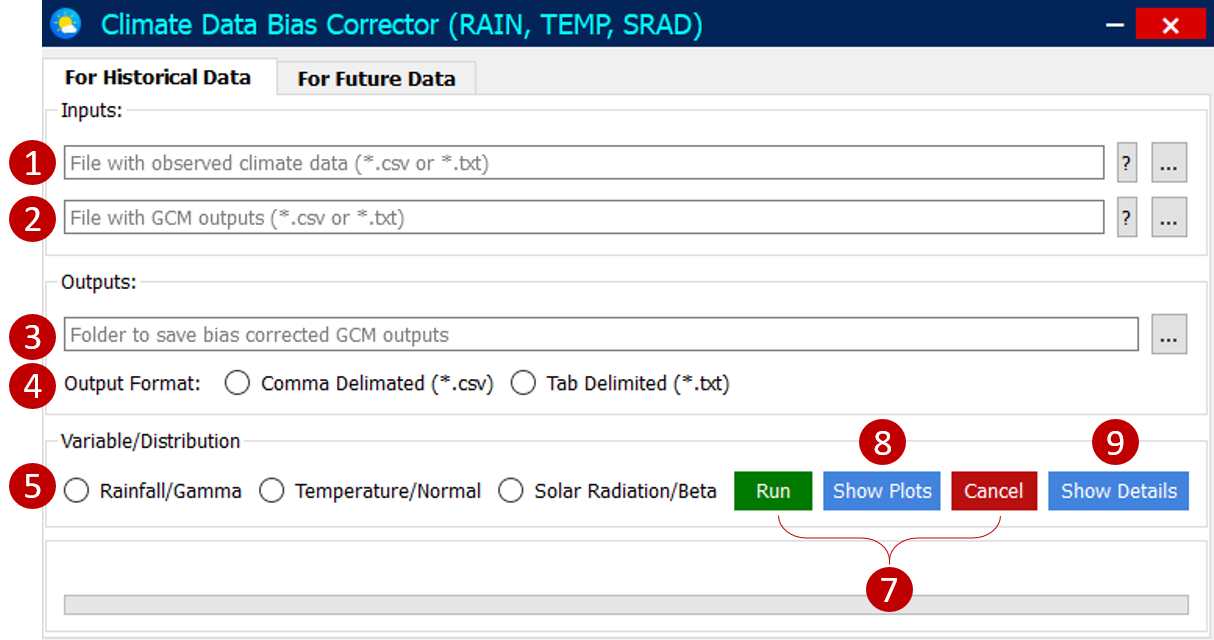 Climate Data Bias Corrector (RAIN, TEMP, SRAD)
For Historical Data For Future Data
Inputs:
1 File with observed climate data (*.csv or *.txt) ? ...
2 File with GCM outputs (*.csv or *.txt) ? ...
Outputs:
3 Folder to save bias corrected GCM outputs ...
4 Output Format: Comma Delimated (*.csv) Tab Delimited (*.txt)
Variable/Distribution 8 9
5 Rainfall/Gamma Temperature/Normal Solar Radiation/Beta Run Show Plots Cancel Show Details
7